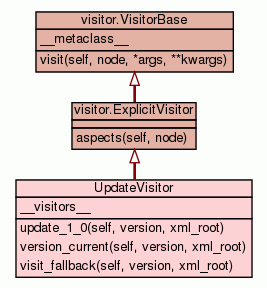 visitor.VisitorBase
__metaclass__
visit(self, node, *args, **kwargs)
visitor.ExplicitVisitor
aspects(self, node)
UpdateVisitor
__visitors__
update_1_0(self, version, xml_root)
version_current(self, version, xml_root)
visit_fallback(self, version, xml_root)